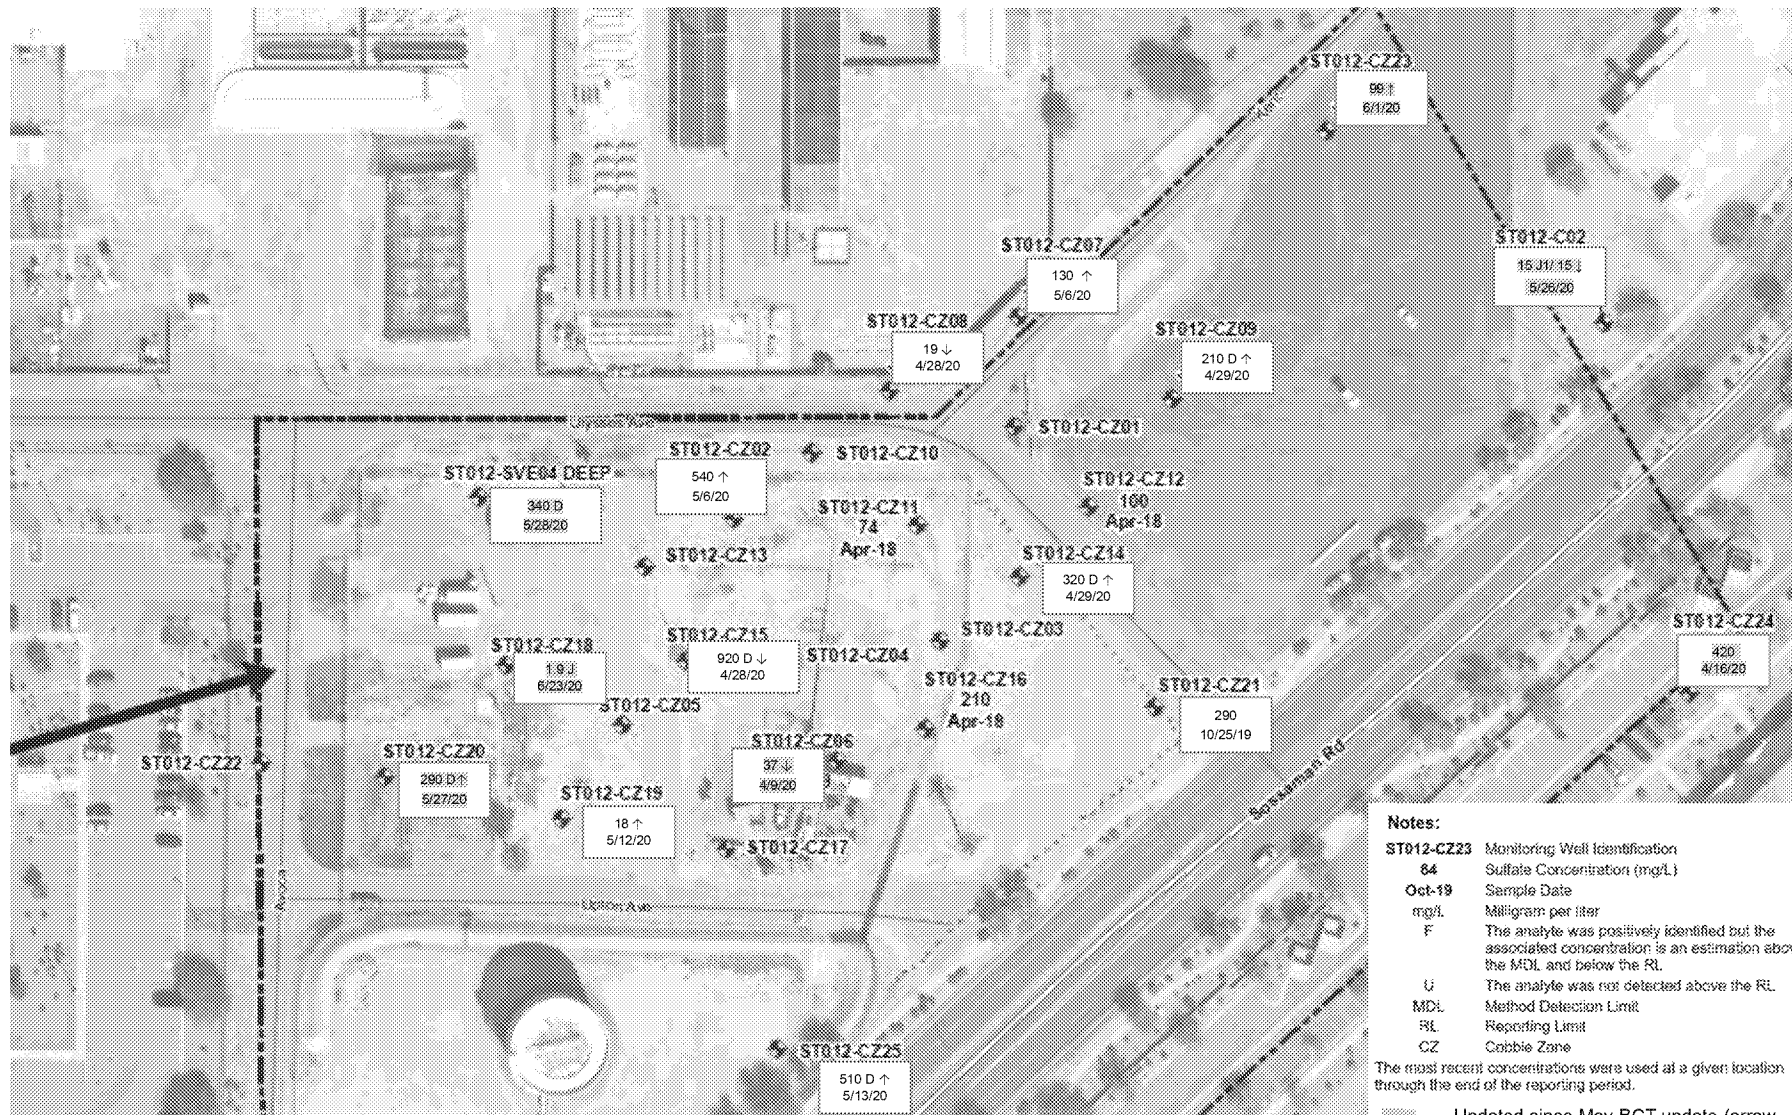 ST012-CZ23
99 ↑
6/1/20
ST012-C02
15 J1/ 15 ↓
5/26/20
ST012-CZ07
130 ↑
5/6/20
ST012-CZ08
19 ↓
4/28/20
ST012-CZ09
210 D ↑
4/29/20
Ulysses Ave
ST012-CZ01
ST012-CZ02
540 ↑
5/6/20
ST012-CZ10
ST012-SVE04 DEEP
340 D
5/28/20
ST012-CZ12
100
Apr-18
ST012-CZ11
74
Apr-18
ST012-CZ13
ST012-CZ14
320 D ↑
4/29/20
ST012-CZ24
420
4/16/20
ST012-CZ03
ST012-CZ15
920 D ↓
4/28/20
ST012-CZ04
ST012-CZ18
1.9 J
6/23/20
ST012-CZ16
210
Apr-18
ST012-CZ21
290
10/25/19
ST012-CZ05
ST012-CZ06
37 ↓
4/9/20
ST012-CZ22
ST012-CZ20
290 D↑
5/27/20
ST012-CZ19
18 ↑
5/12/20
ST012-CZ17
Sossaman Rd
Upton Ave
ST012-CZ25
510 D ↑
5/13/20
Notes:
ST012-CZ23 Monitoring Well Identification
64 Sulfate Concentration (mg/L)
Oct-19 Sample Date
mg/L Milligram per liter
F The analyte was positively identified but the
associated concentration is an estimation abov
the MDL and below the RL.
U The analyte was not detected above the RL.
MDL Method Detection Limit
RL Reporting Limit
CZ Cobble Zone
The most recent concentrations were used at a given location
through the end of the reporting period.
Updated since May BCT update (arrow